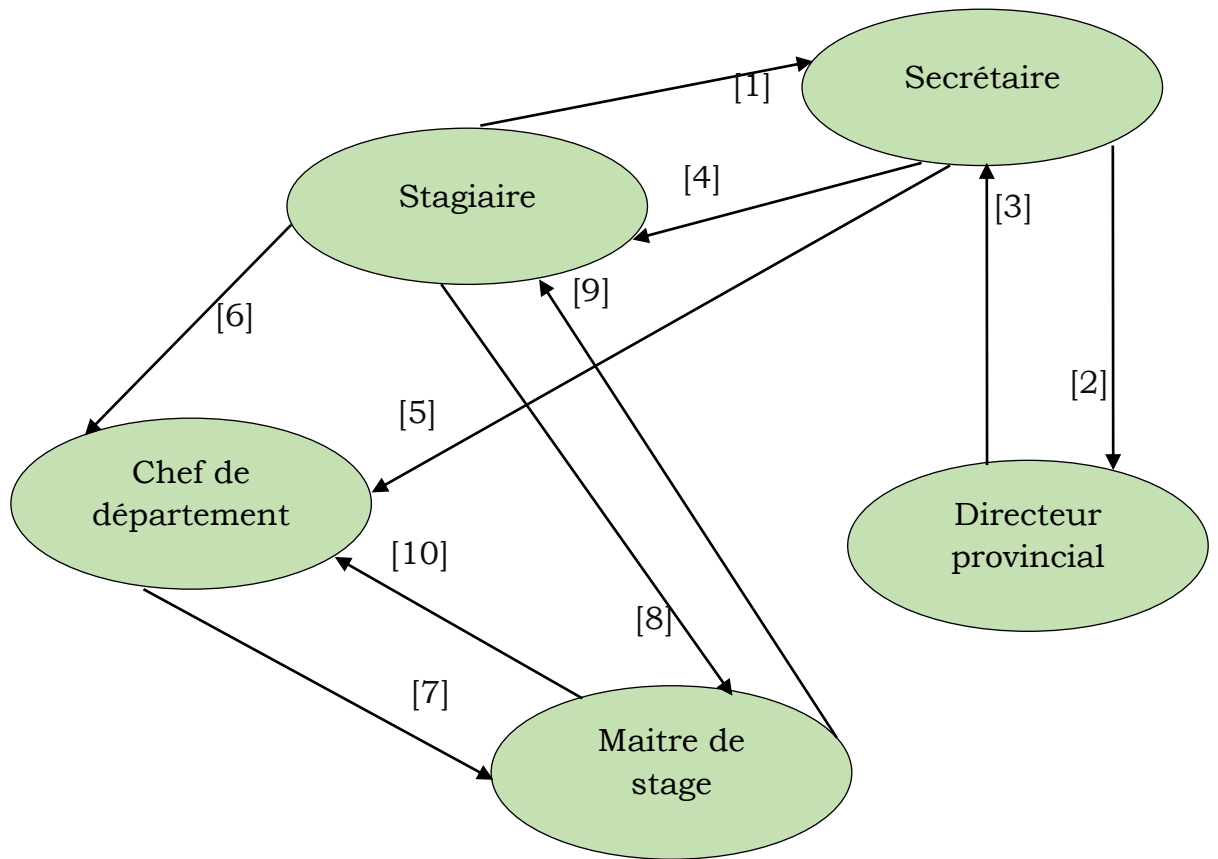 Secrétaire
[1]
[4]
Stagiaire
[3]
[9]
[6]
[2]
[5]
Chef de
département
Directeur
provincial
[10]
[8]
[7]
Maitre de
stage